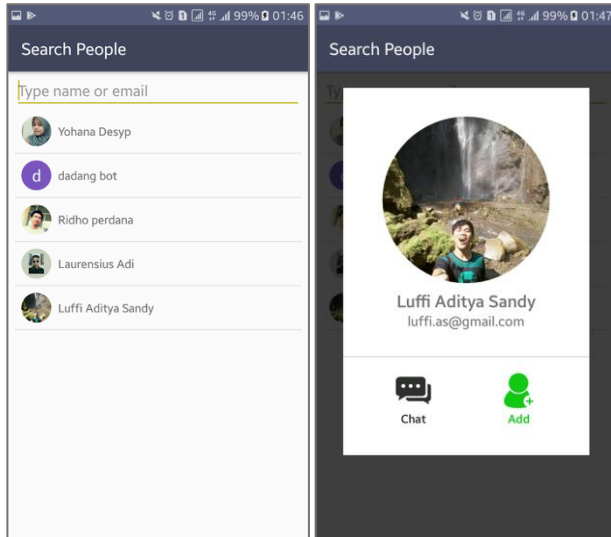 99% 01:46
Search People
Type name or email
Yohana Desyp
d
dadang bot
Ridho perdana
Laurensius Adi
Luffi Aditya Sandy
99% 01:47
Search People
Ty
Luffi Aditya Sandy
luffi.as@gmail.com
Chat
Add